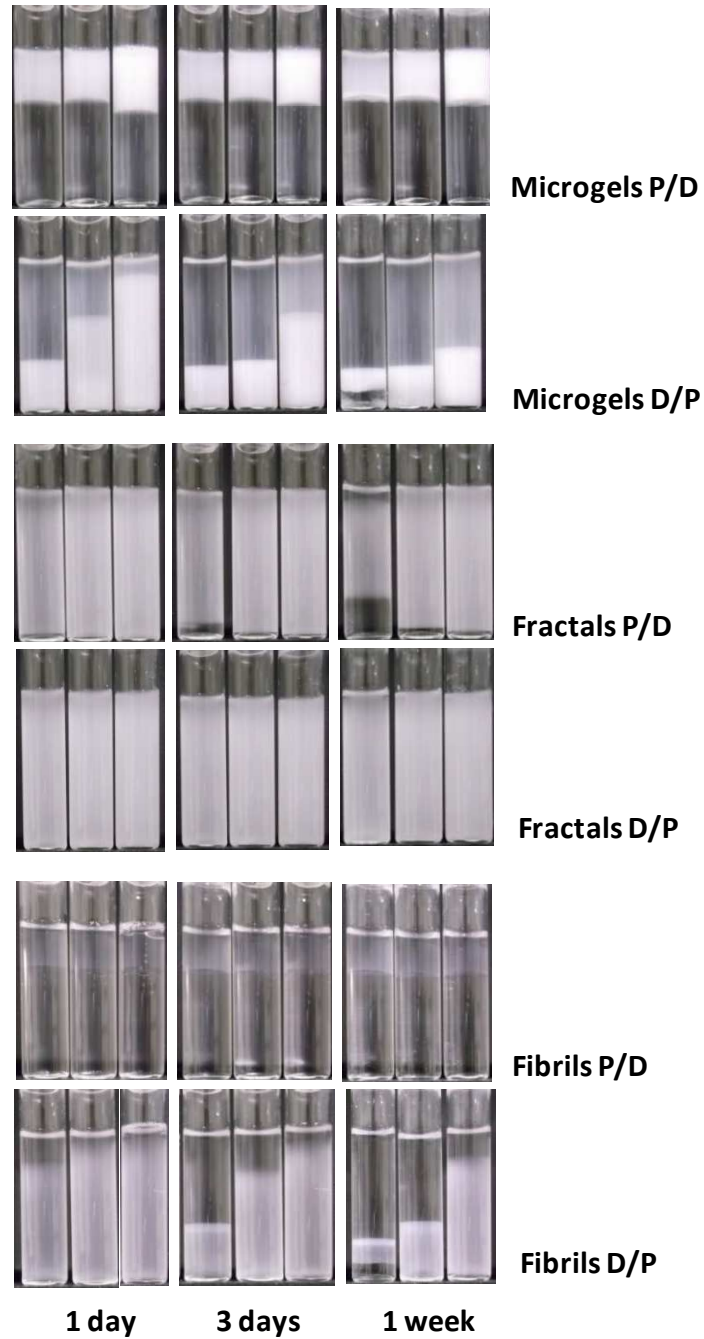 Microgels P/D
Microgels D/P
Fractals P/D
Fractals D/P
Fibrils P/D
Fibrils D/P
1 day 3 days 1 week